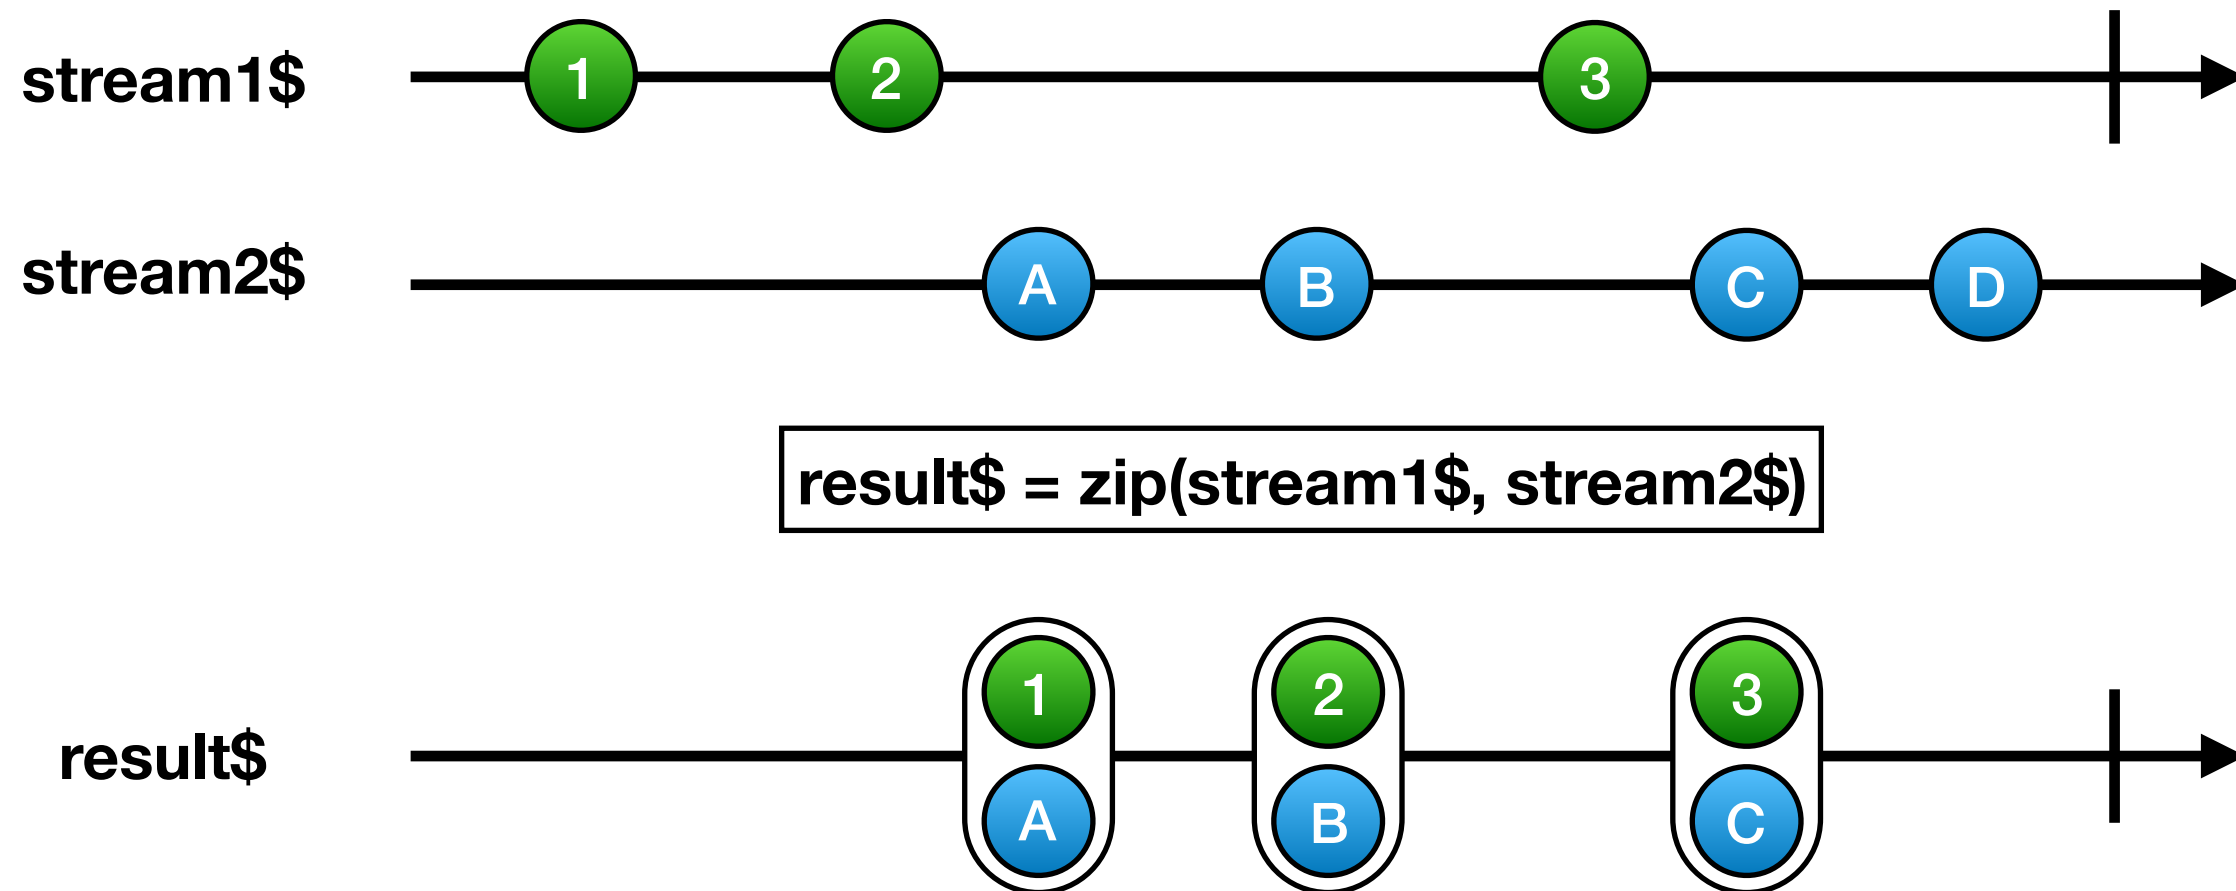 stream1$ 1 2 3
stream2$ A B C D
result$ = zip(stream1$, stream2$)
1 2 3
result$
A B C